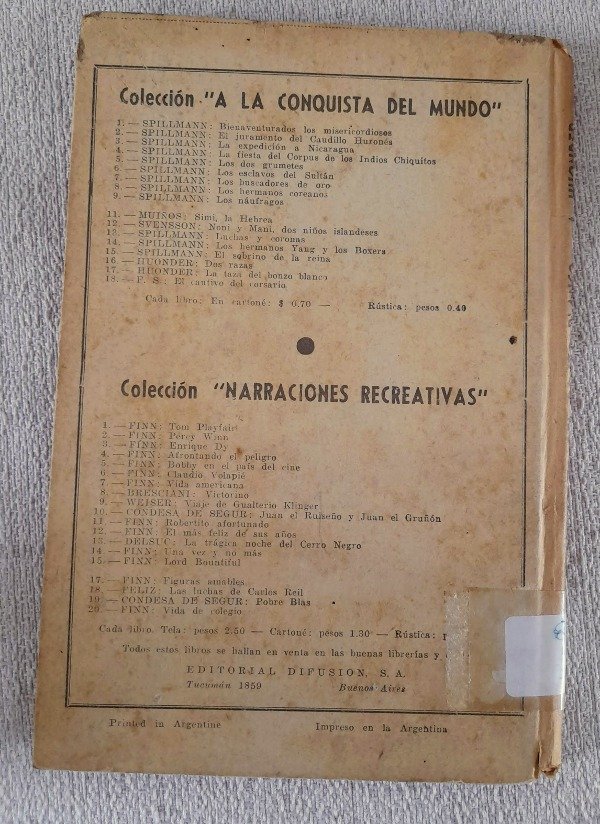 Colección "A LA CONQUISTA DEL MUNDO"
1. — SPILLMANN: Bienaventurados los misericordiosos
2. — SPILLMANN: El juramento del Caudillo Huronés
3. — SPILLMANN: La expedición a Nicaragua
4. — SPILLMANN: La fiesta del Corpus de los Indios Chiquitos
5. — SPILLMANN: Los dos grumetes
6. — SPILLMANN: Los esclavos del Sultán
7. — SPILLMANN: Los buscadores de oro
8. — SPILLMANN: Los hermanos coreanos
9. — SPILLMANN: Los náufragos
11. — MUIÑOS: Simi, la Hebrea
12. — SVENSSON: Noni y Mani, dos niños islandeses
13. — SPILLMANN: Luchas y coronas
14. — SPILLMANN: Los hermanos Yang y los Boxers
15. — SPILLMANN: El sobrino de la reina
16. — HUONDER: Dos razas
17. — HUONDER: La taza del bonzo blanco
18. — F. S: El cautivo del corsario
Cada libro: En cartoné: $ 0.70 — Rústica: pesos 0.40
Colección "NARRACIONES RECREATIVAS"
1. — FINN: Tom Playfair
2. — FINN: Percy Winn
3. — FINN: Enrique Dy
4. — FINN: Afrontando el peligro
5. — FINN: Bobby en el país del cine
6. — FINN: Claudio Volapié
7. — FINN: Vida americana
8. — BRESCIANI: Victorino
9. — WEISER: Viaje de Gualterio Klinger
10. — CONDESA DE SEGUR: Juan el Ruiseño y Juan el Gruñón
11. — FINN: Robertito afortunado
12. — FINN: El más feliz de sus años
13. — DELSUC: La trágica noche del Cerro Negro
14. — FINN: Una vez y no más
15. — FINN: Lord Bountiful
17. — FINN: Figuras amables
18 — FELIZ: Las luchas de Carlos Reil
19. — CONDESA DE SEGUR: Pobre Blas
20. — FINN: Vida de colegio
Cada libro. Tela: pesos 2.50 — Cartoné: pesos 1.30 — Rústica:
Todos estos libros se hallan en venta en las buenas librerías y
EDITORIAL DIFUSION, S. A.
Tucumán 1859 Buenos Aires
Printed in Argentine Impreso en la Argentina
HUONDER